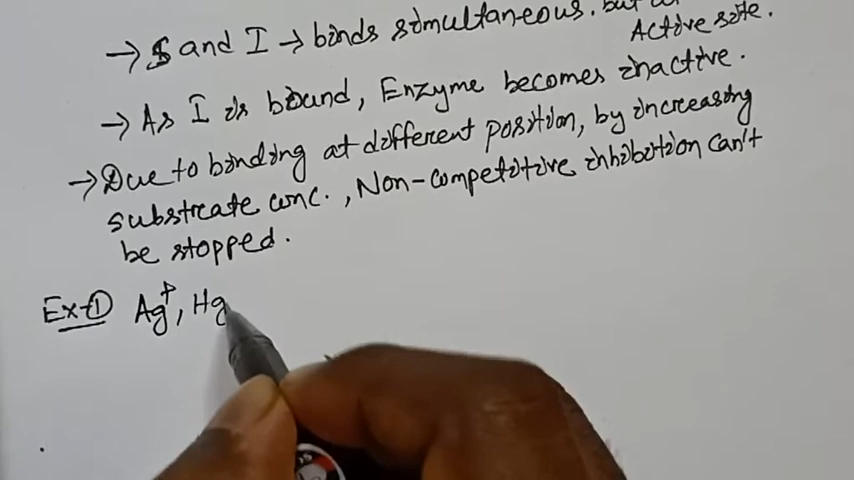 → S and I → binds simultaneous. but
Active site.
→ As I is bound, Enzyme becomes inactive.
→ Due to binding at different position, by increasing
substrate conc., Non-competitive inhibition can't
be stopped.
Ex-① Ag⁺, Hg